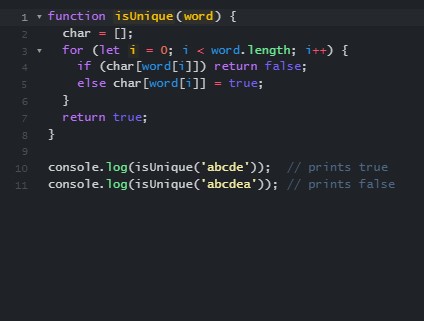 1 function isUnique(word) {
2   char = [];
3   for (let i = 0; i < word.length; i++) {
4     if (char[word[i]]) return false;
5     else char[word[i]] = true;
6   }
7   return true;
8 }
9
10 console.log(isUnique('abcde'));  // prints true
11 console.log(isUnique('abcdea')); // prints false